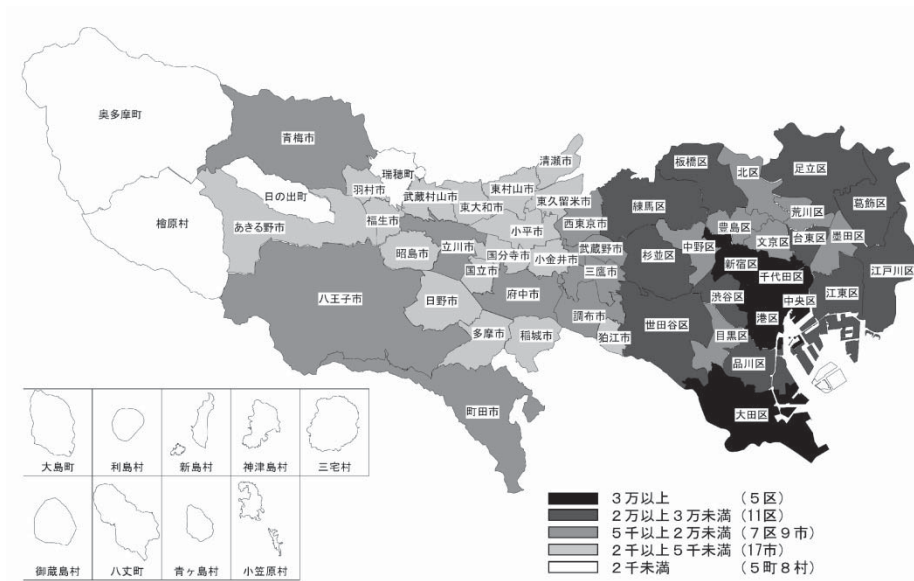 奥多摩町
青梅市
瑞穂町
清瀬市
日の出町
羽村市
武蔵村山市
東村山市
東大和市
東久留米市
檜原村
あきる野市
福生市
小平市
西東京市
昭島市
立川市
国分寺市
小金井市
武蔵野市
国立市
三鷹市
八王子市
日野市
府中市
調布市
多摩市
稲城市
狛江市
町田市
板橋区
北区
足立区
練馬区
荒川区
葛飾区
豊島区
文京区
台東区
墨田区
杉並区
中野区
新宿区
千代田区
江戸川区
渋谷区
中央区
江東区
世田谷区
港区
目黒区
品川区
大田区
大島町
利島村
新島村
神津島村
三宅村
御蔵島村
八丈町
青ヶ島村
小笠原村
3万以上 (5区)
2万以上3万未満 (11区)
5千以上2万未満 (7区9市)
2千以上5千未満 (17市)
2千未満 (5町8村)